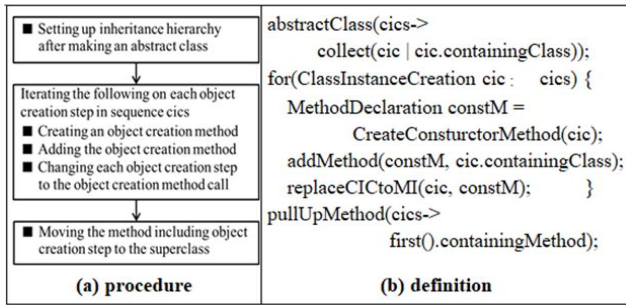 ■ Setting up inheritance hierarchy
after making an abstract class
Iterating the following on each object
creation step in sequence cics
■ Creating an object creation method
■ Adding the object creation method
■ Changing each object creation step
to the object creation method call
■ Moving the method including object
creation step to the superclass
(a) procedure
abstractClass(cics->
collect(cic | cic.containingClass));
for(ClassInstanceCreation cic : cics) {
MethodDeclaration constM =
CreateConsturctorMethod(cic);
addMethod(constM, cic.containingClass);
replaceCICtoMI(cic, constM); }
pullUpMethod(cics->
first().containingMethod);
(b) definition